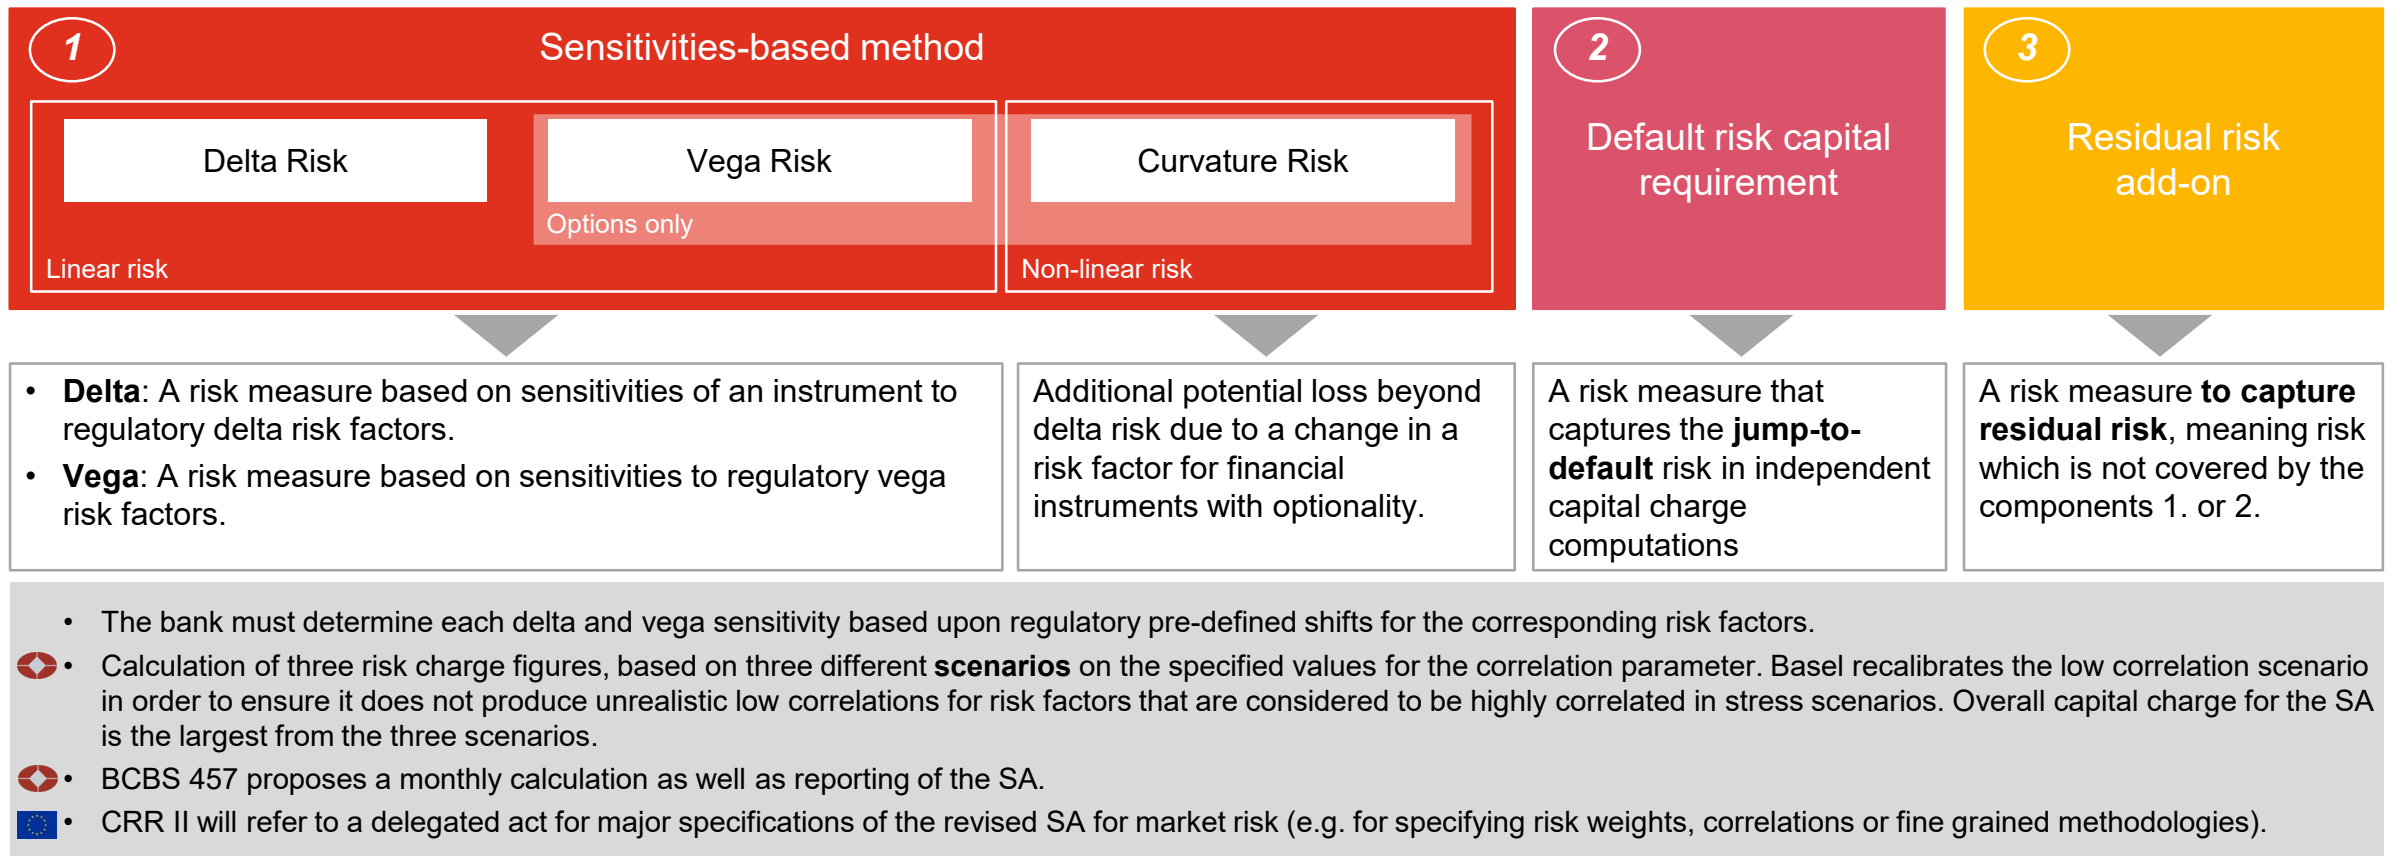 1
Sensitivities-based method
Delta Risk
Vega Risk
Curvature Risk
Options only
Linear risk
Non-linear risk
2
Default risk capital
requirement
3
Residual risk
add-on
• Delta: A risk measure based on sensitivities of an instrument to
regulatory delta risk factors.
• Vega: A risk measure based on sensitivities to regulatory vega
risk factors.
Additional potential loss beyond
delta risk due to a change in a
risk factor for financial
instruments with optionality.
A risk measure that
captures the jump-to-
default risk in independent
capital charge
computations
A risk measure to capture
residual risk, meaning risk
which is not covered by the
components 1. or 2.
• The bank must determine each delta and vega sensitivity based upon regulatory pre-defined shifts for the corresponding risk factors.
• Calculation of three risk charge figures, based on three different scenarios on the specified values for the correlation parameter. Basel recalibrates the low correlation scenario
in order to ensure it does not produce unrealistic low correlations for risk factors that are considered to be highly correlated in stress scenarios. Overall capital charge for the SA
is the largest from the three scenarios.
• BCBS 457 proposes a monthly calculation as well as reporting of the SA.
• CRR II will refer to a delegated act for major specifications of the revised SA for market risk (e.g. for specifying risk weights, correlations or fine grained methodologies).